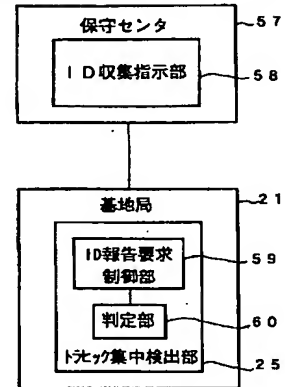 保守センタ
57
ID収集指示部
58
基地局
21
ID報告要求
制御部
59
判定部
60
トラヒック集中検出部
25